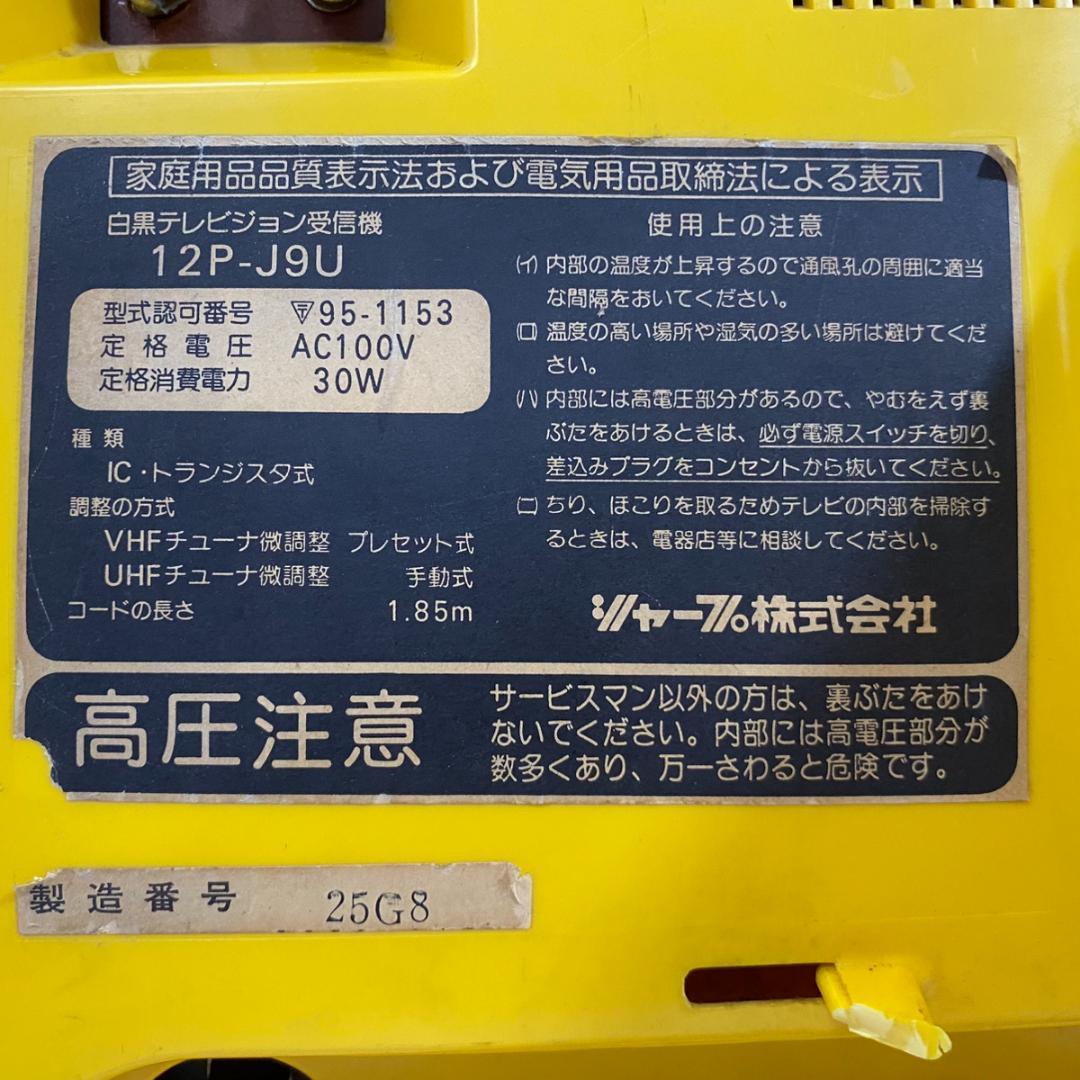 家庭用品品質表示法および電気用品取締法による表示
白黒テレビジョン受信機
12P-J9U
型式認可番号 95-1153
定格電圧 AC100V
定格消費電力 30W
種類
IC・トランジスタ式
調整の方式
VHFチューナ微調整 プレセット式
UHFチューナ微調整 手動式
コードの長さ 1.85m
使用上の注意
(イ) 内部の温度が上昇するので通風孔の周囲に適当
な間隔をおいてください。
(ロ) 温度の高い場所や湿気の多い場所は避けてくだ
さい。
(ハ) 内部には高電圧部分があるので、やむをえず裏
ぶたをあけるときは、必ず電源スイッチを切り、
差込みプラグをコンセントから抜いてください。
(ニ) ちり、ほこりを取るためテレビの内部を掃除す
るときは、電器店等に相談してください。
シャープ株式会社
高圧注意
サービスマン以外の方は、裏ぶたをあけ
ないでください。内部には高電圧部分が
数多くあり、万一さわると危険です。
製造番号 25G8